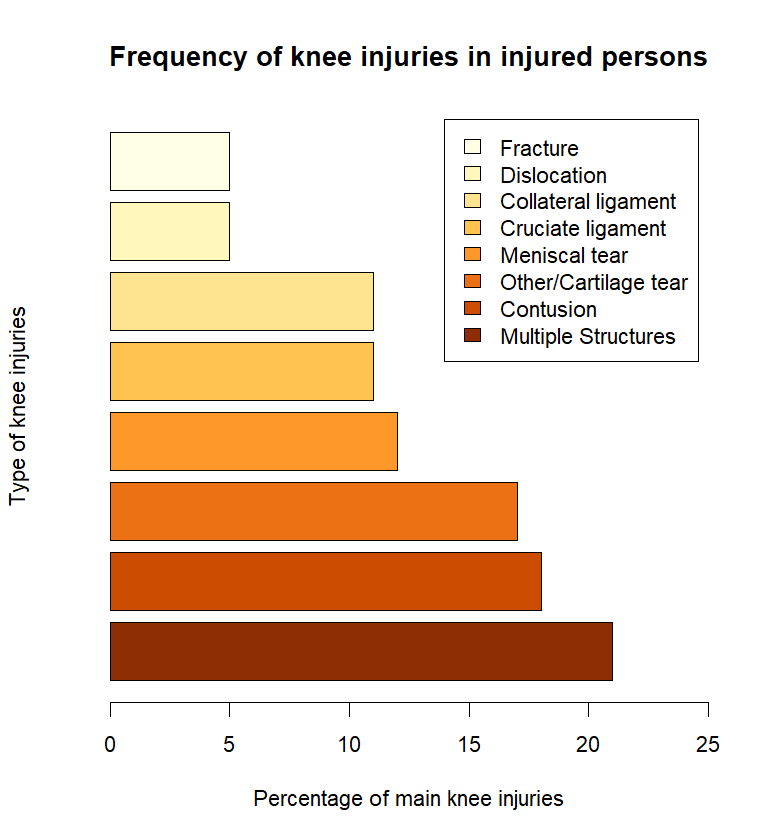 Frequency of knee injuries in injured persons
Fracture
Dislocation
Collateral ligament
Cruciate ligament
Meniscal tear
Other/Cartilage tear
Contusion
Multiple Structures
Type of knee injuries
0 5 10 15 20 25
Percentage of main knee injuries